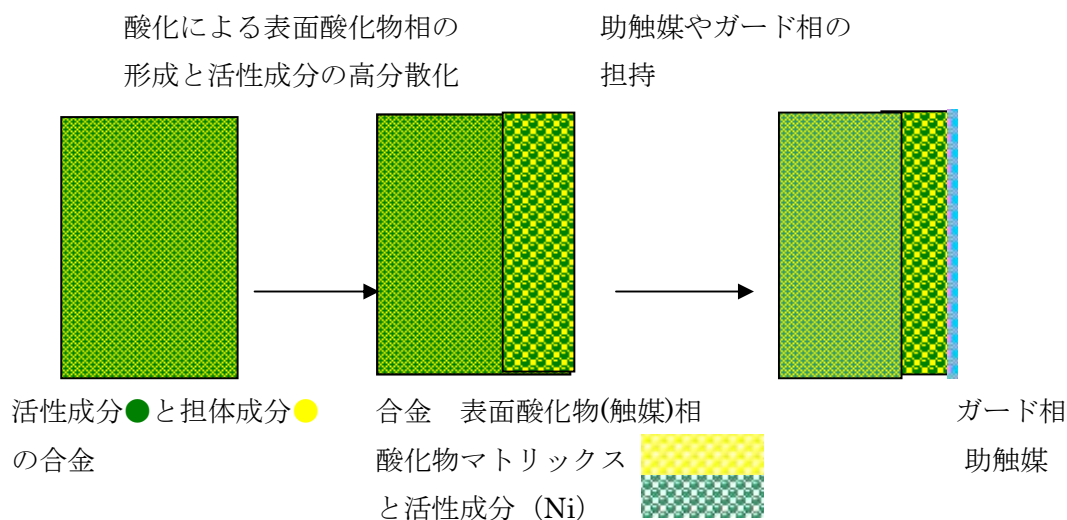 酸化による表面酸化物相の
形成と活性成分の高分散化
助触媒やガード相の
担持
活性成分●と担体成分●
の合金
合金 表面酸化物(触媒)相
酸化物マトリックス
と活性成分（Ni）
ガード相
助触媒